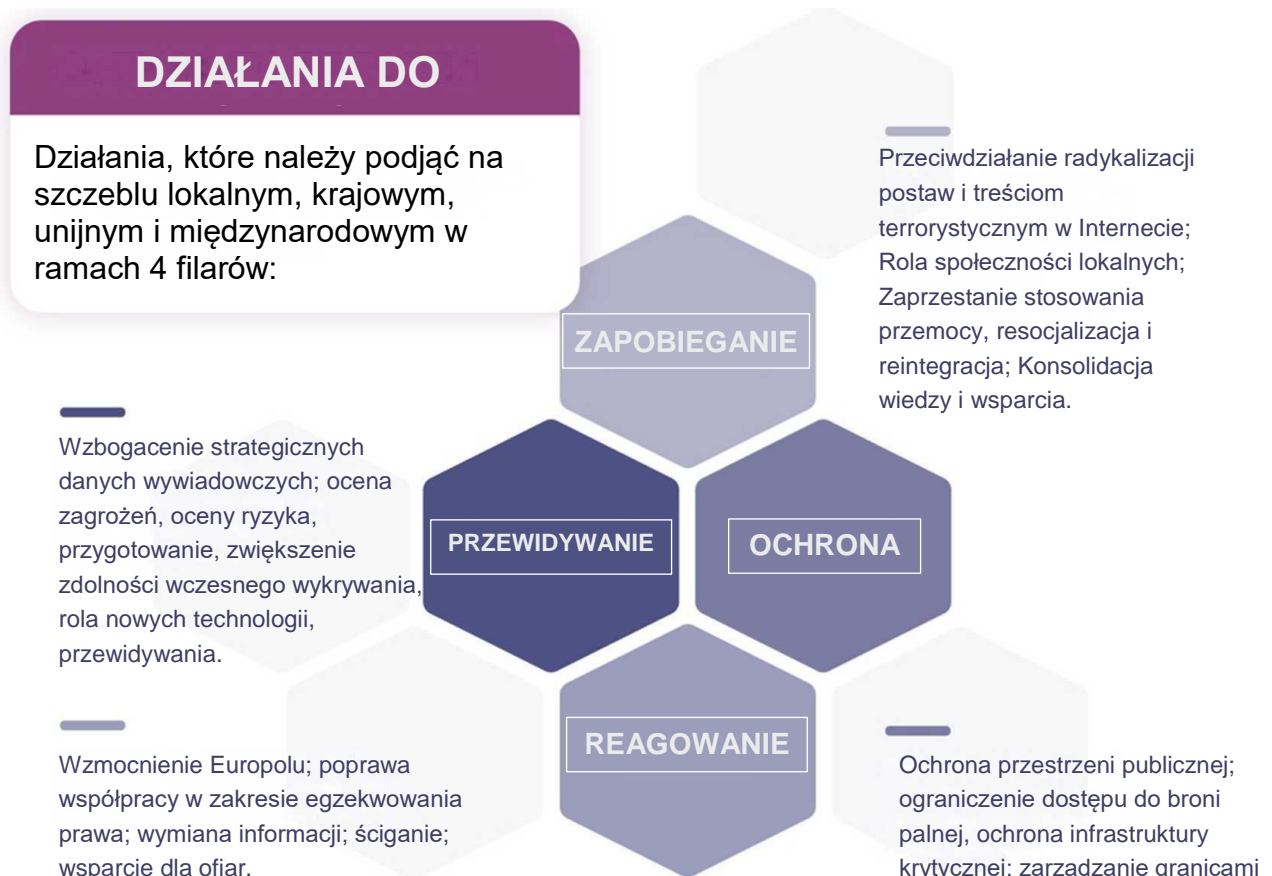 DZIAŁANIA DO
Działania, które należy podjąć na
szczeblu lokalnym, krajowym,
unijnym i międzynarodowym w
ramach 4 filarów:
Przeciwdziałanie radykalizacji
postaw i treściom
terrorystycznym w Internecie;
Rola społeczności lokalnych;
Zaprzestanie stosowania
przemocy, resocjalizacja i
reintegracja; Konsolidacja
wiedzy i wsparcia.
ZAPOBIEGANIE
Wzbogacenie strategicznych
danych wywiadowczych; ocena
zagrożeń, oceny ryzyka,
przygotowanie, zwiększenie
zdolności wczesnego wykrywania,
rola nowych technologii,
przewidywania.
PRZEWIDYWANIE
OCHRONA
REAGOWANIE
Wzmocnienie Europolu; poprawa
współpracy w zakresie egzekwowania
prawa; wymiana informacji; ściganie;
wsparcie dla ofiar.
Ochrona przestrzeni publicznej;
ograniczenie dostępu do broni
palnej, ochrona infrastruktury
krytycznej; zarządzanie granicami